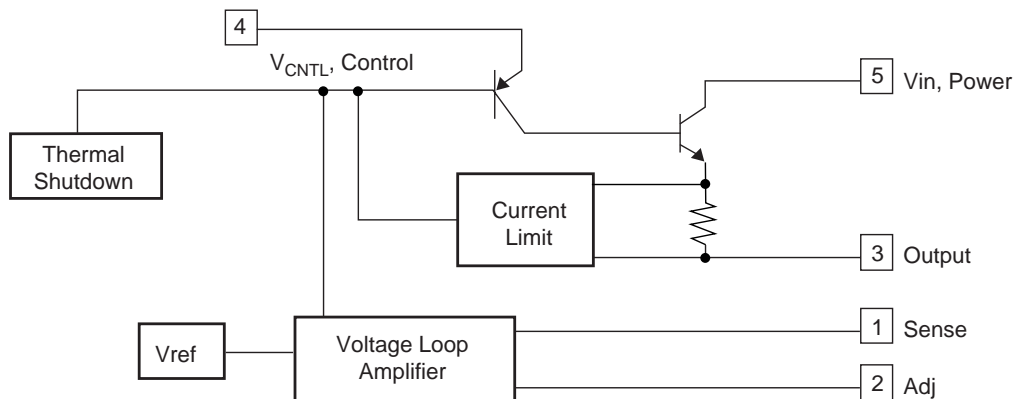 4
V_CNTL, Control
5 Vin, Power
Thermal
Shutdown
Current
Limit
3 Output
1 Sense
Vref
Voltage Loop
Amplifier
2 Adj